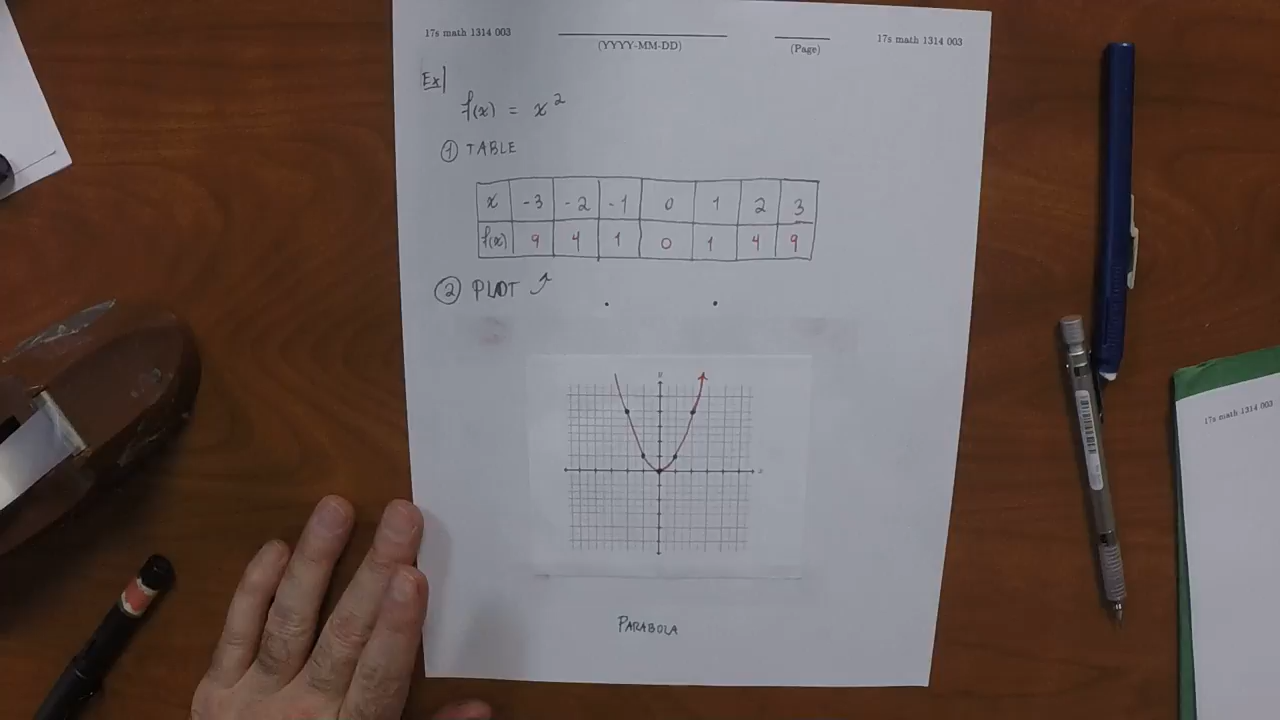 17s math 1314 003 (YYYY-MM-DD) (Page) 17s math 1314 003
Ex
f(x) = x²
① TABLE
x -3 -2 -1 0 1 2 3
f(x) 9 4 1 0 1 4 9
② PLOT
x
PARABOLA
17s math 1314 003